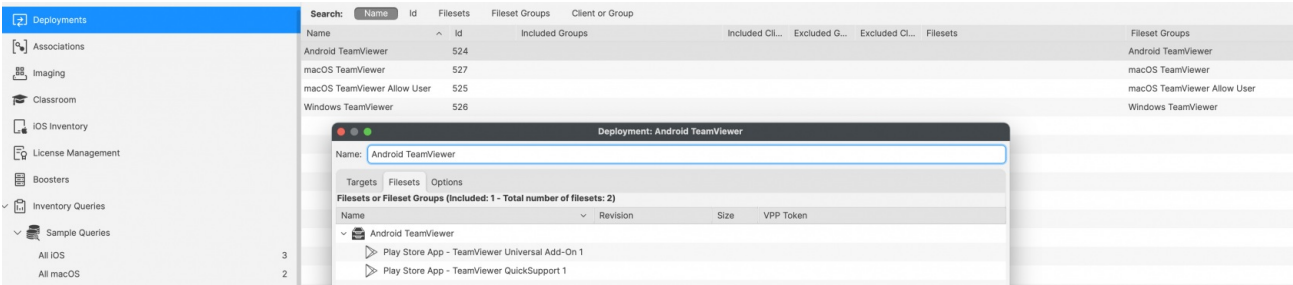 Deployments
Associations
Imaging
Classroom
iOS Inventory
License Management
Boosters
Inventory Queries
Sample Queries
All iOS 3
All macOS 2
Search: Name Id Filesets Fileset Groups Client or Group
Name Id Included Groups Included Cli... Excluded G... Excluded Cl... Filesets Fileset Groups
Android TeamViewer 524 Android TeamViewer
macOS TeamViewer 527 macOS TeamViewer
macOS TeamViewer Allow User 525 macOS TeamViewer Allow User
Windows TeamViewer 526 Windows TeamViewer
Deployment: Android TeamViewer
Name: Android TeamViewer
Targets Filesets Options
Filesets or Fileset Groups (Included: 1 - Total number of filesets: 2)
Name Revision Size VPP Token
Android TeamViewer
Play Store App - TeamViewer Universal Add-On 1
Play Store App - TeamViewer QuickSupport 1